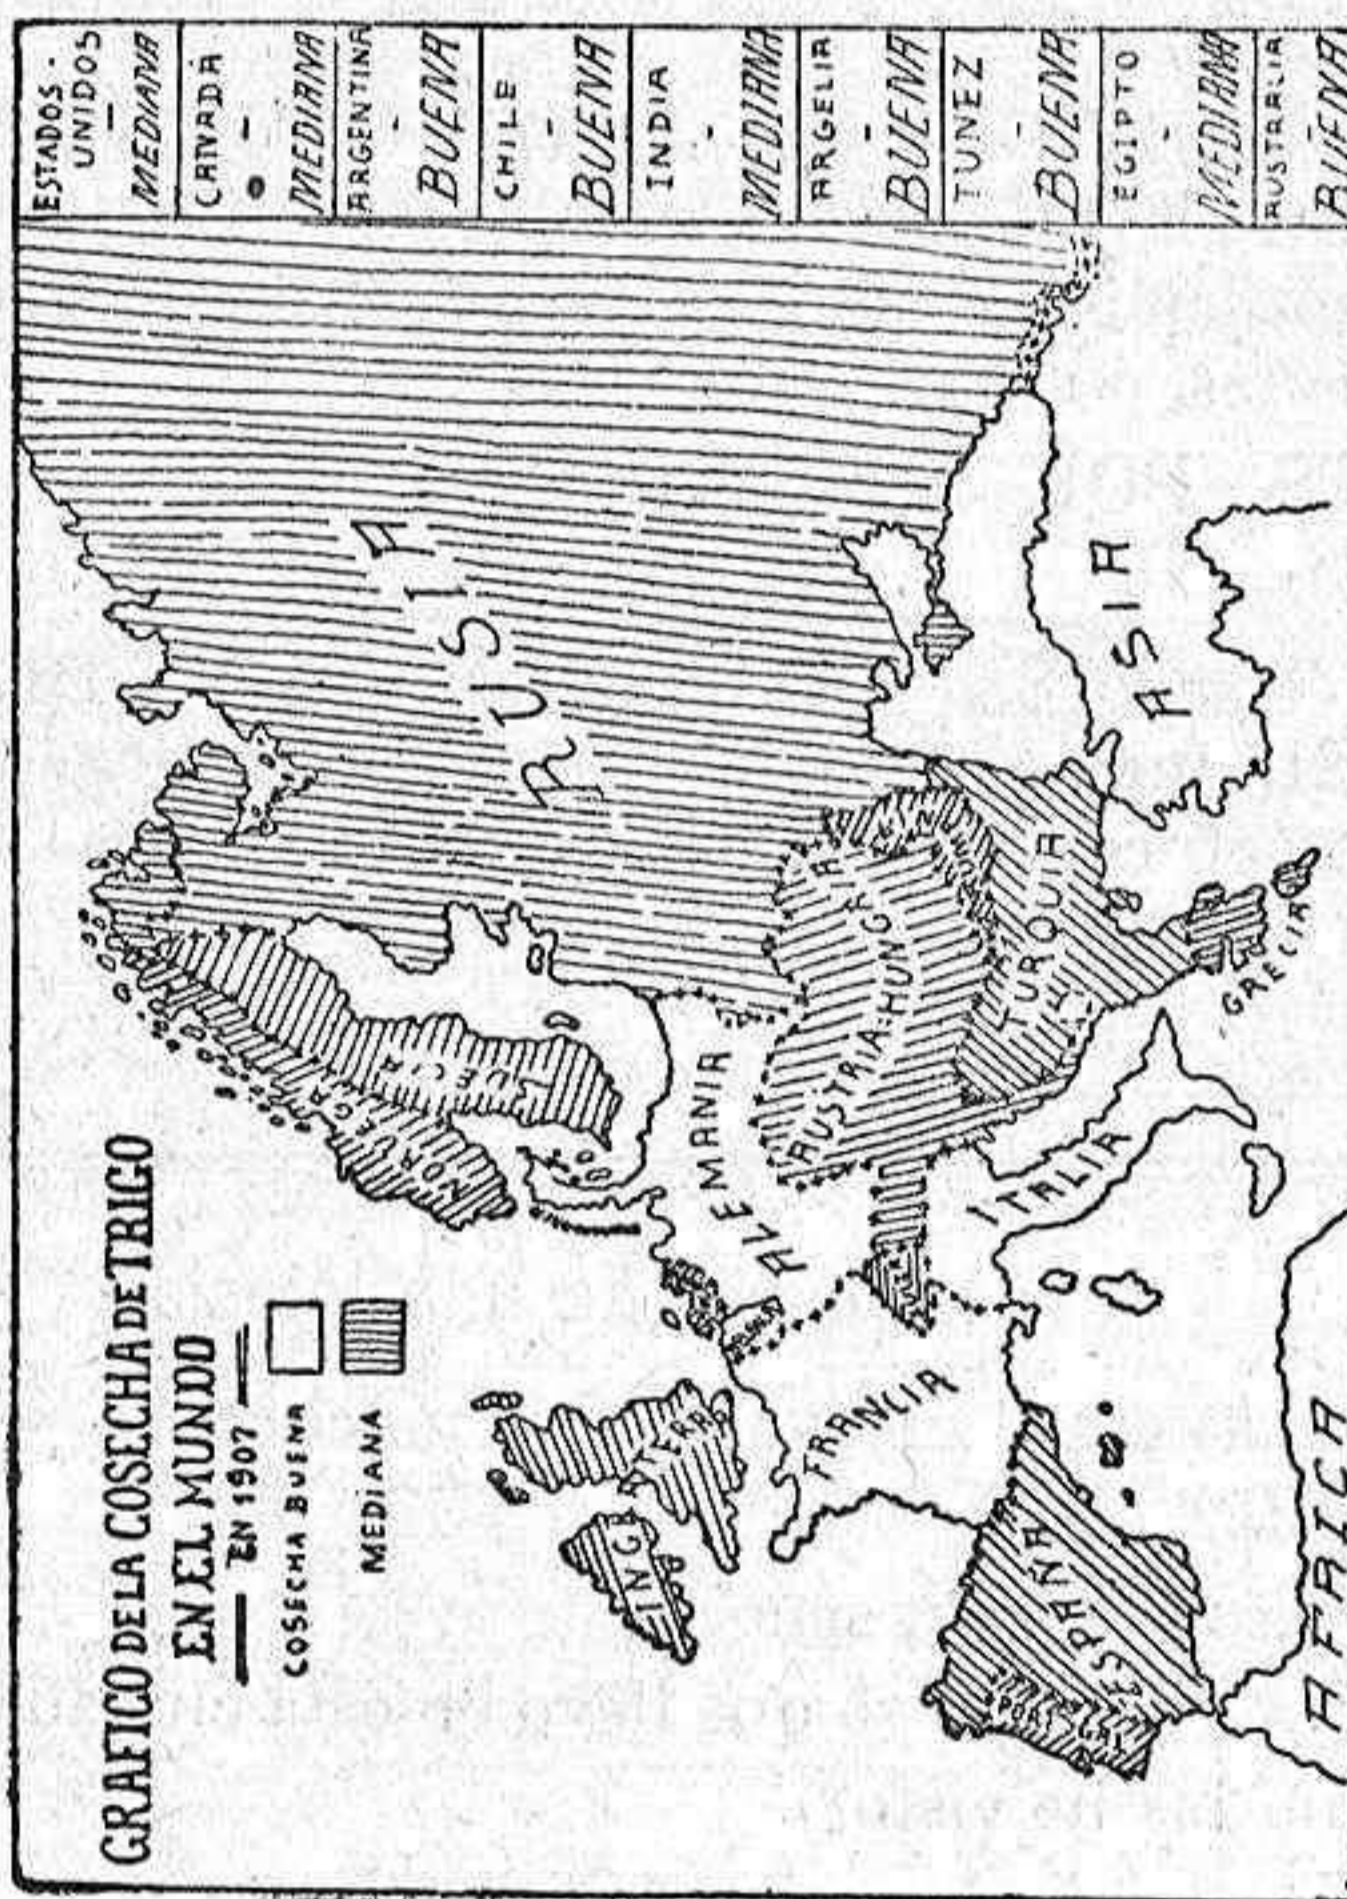 GRAFICO DE LA COSECHA DE TRIGO
EN EL MUNDO
EN 1907
COSECHA BUENA
MEDIANA
NORUEGA
SUECIA
RUSIA
INGLATERRA
ALEMANIA
FRANCIA
AUSTRIA-HUNGRIA
TURQUIA
ITALIA
GRECIA
ESPAÑA
PORTUGAL
ASIA
AFRICA
ESTADOS-
UNIDOS
-
MEDIANA
CANADÁ
-
MEDIANA
ARGENTINA
-
BUENA
CHILE
-
BUENA
INDIA
-
MEDIANA
ARGELIA
-
BUENA
TUNEZ
-
BUENA
EGIPTO
-
MEDIANA
AUSTRALIA
-
BUENA